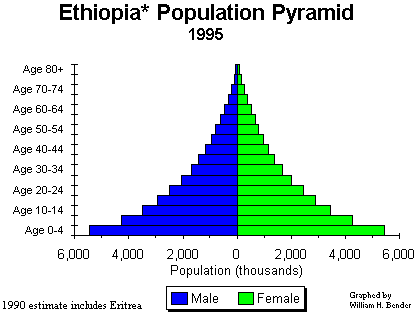 Ethiopia* Population Pyramid
1995
Age 80+
Age 70-74
Age 60-64
Age 50-54
Age 40-44
Age 30-34
Age 20-24
Age 10-14
Age 0-4
6,000 4,000 2,000 0 2,000 4,000 6,000
Population (thousands)
1990 estimate includes Eritrea
Male Female
Graphed by
William H. Bender